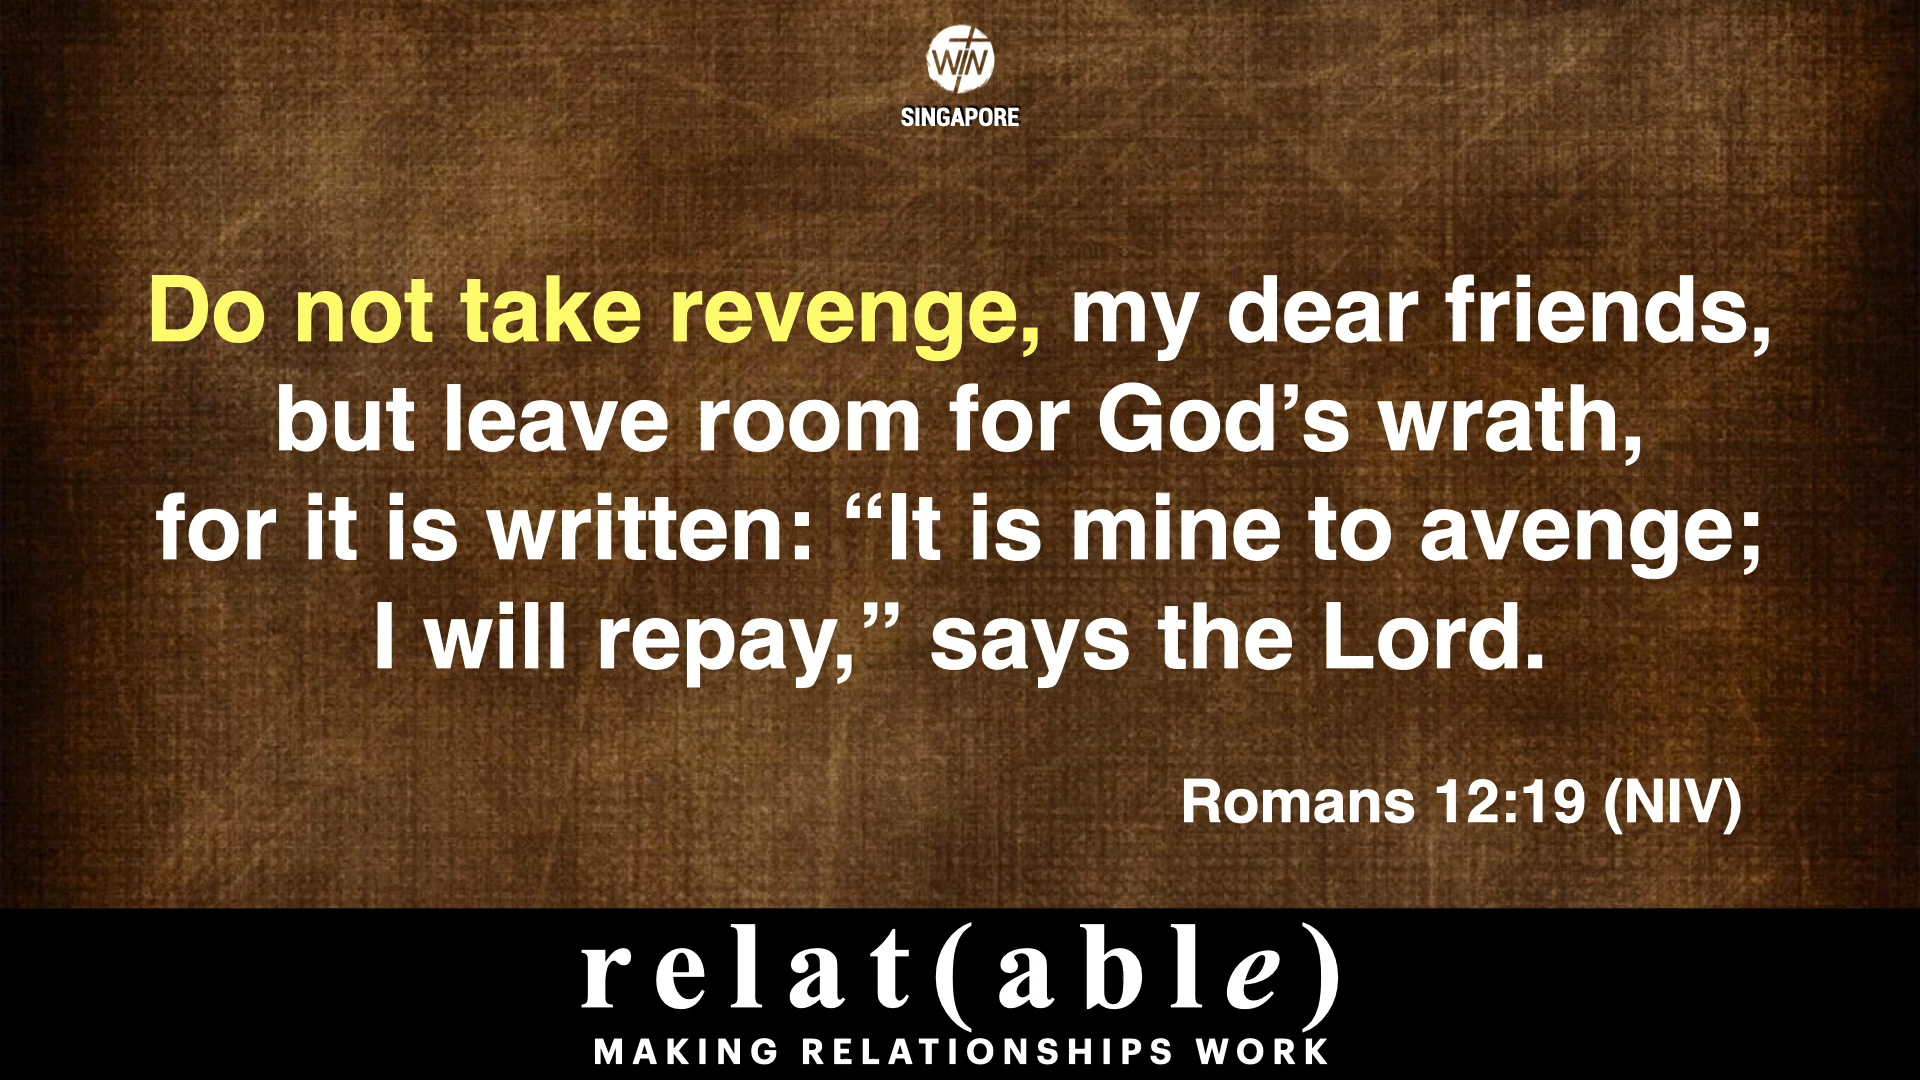 WIN
SINGAPORE
Do not take revenge, my dear friends,
but leave room for God’s wrath,
for it is written: “It is mine to avenge;
I will repay,” says the Lord.
Romans 12:19 (NIV)
relat(able)
MAKING RELATIONSHIPS WORK